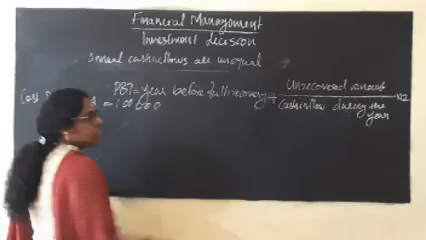 Financial Management
Investment decision
Annual cashflows are unequal
PBP = Year before full recovery + Unrecovered amount
Cashflow during the
year
Cost
= 100000